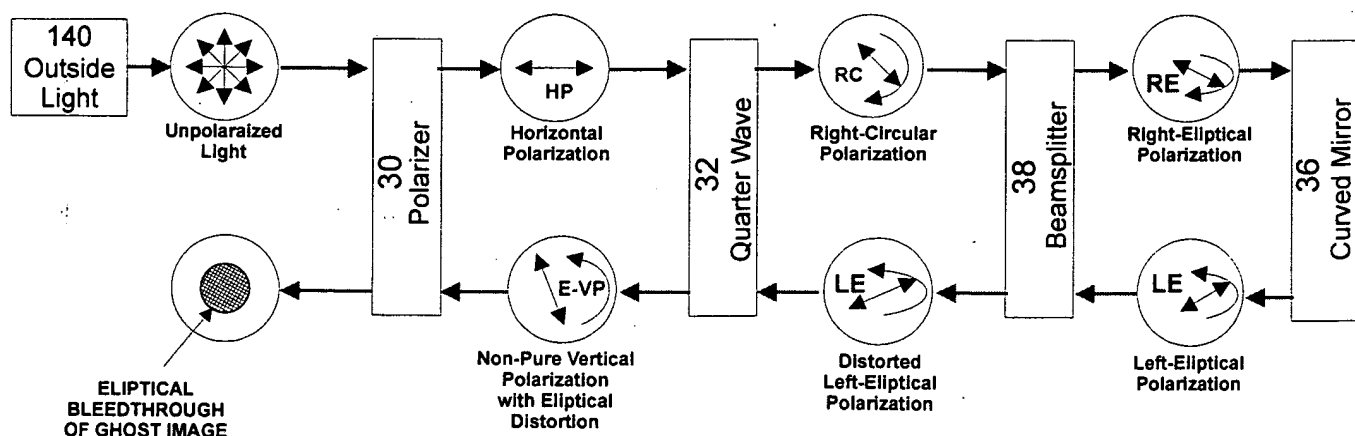 140
Outside
Light
Unpolaraized
Light
30
Polarizer
HP
Horizontal
Polarization
32
Quarter Wave
RC
Right-Circular
Polarization
38
Beamsplitter
RE
Right-Eliptical
Polarization
36
Curved Mirror
ELIPTICAL
BLEEDTHROUGH
OF GHOST IMAGE
E-VP
Non-Pure Vertical
Polarization
with Eliptical
Distortion
LE
Distorted
Left-Eliptical
Polarization
LE
Left-Eliptical
Polarization